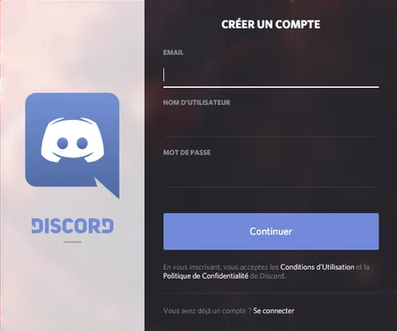 CRÉER UN COMPTE
EMAIL
NOM D'UTILISATEUR
MOT DE PASSE
DISCORD
Continuer
En vous inscrivant, vous acceptez les Conditions d'Utilisation et la
Politique de Confidentialité de Discord.
Vous avez déjà un compte ? Se connecter